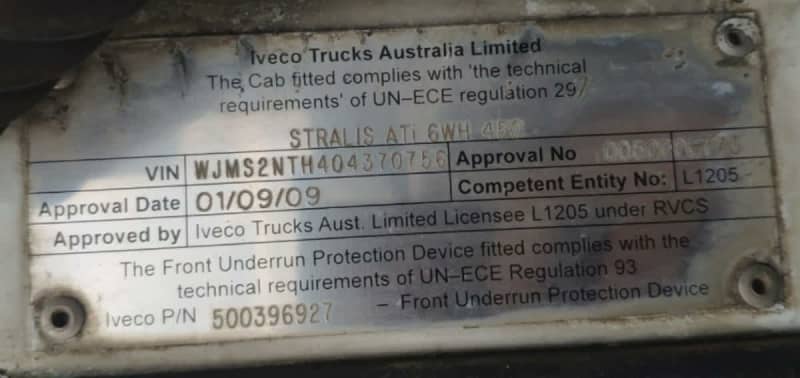 Iveco Trucks Australia Limited
The Cab fitted complies with 'the technical
requirements' of UN–ECE regulation 29
STRALIS ATi 6WH
VIN WJMS2NTH404370756 Approval No
Approval Date 01/09/09 Competent Entity No: L1205
Approved by Iveco Trucks Aust. Limited Licensee L1205 under RVCS
The Front Underrun Protection Device fitted complies with the
technical requirements of UN–ECE Regulation 93
Iveco P/N 500396927 – Front Underrun Protection Device